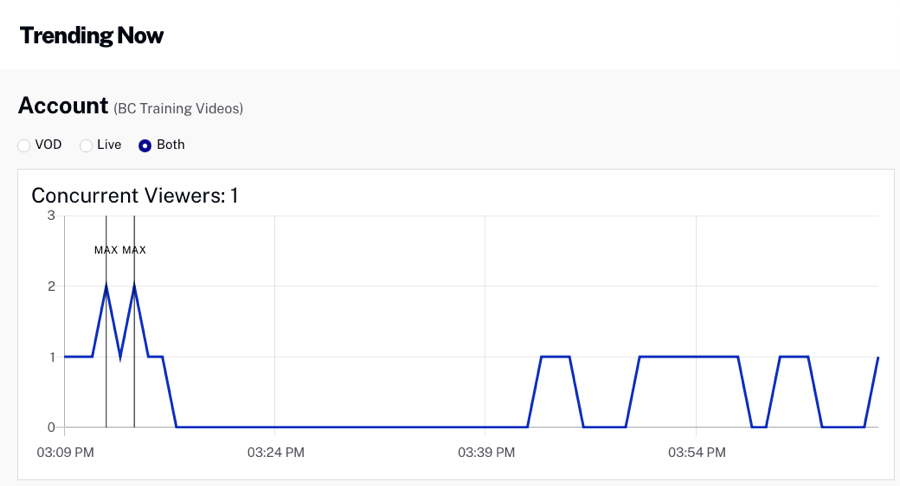 Trending Now
Account (BC Training Videos)
VOD Live Both
Concurrent Viewers: 1
3
MAX MAX
2
1
0
03:09 PM 03:24 PM 03:39 PM 03:54 PM